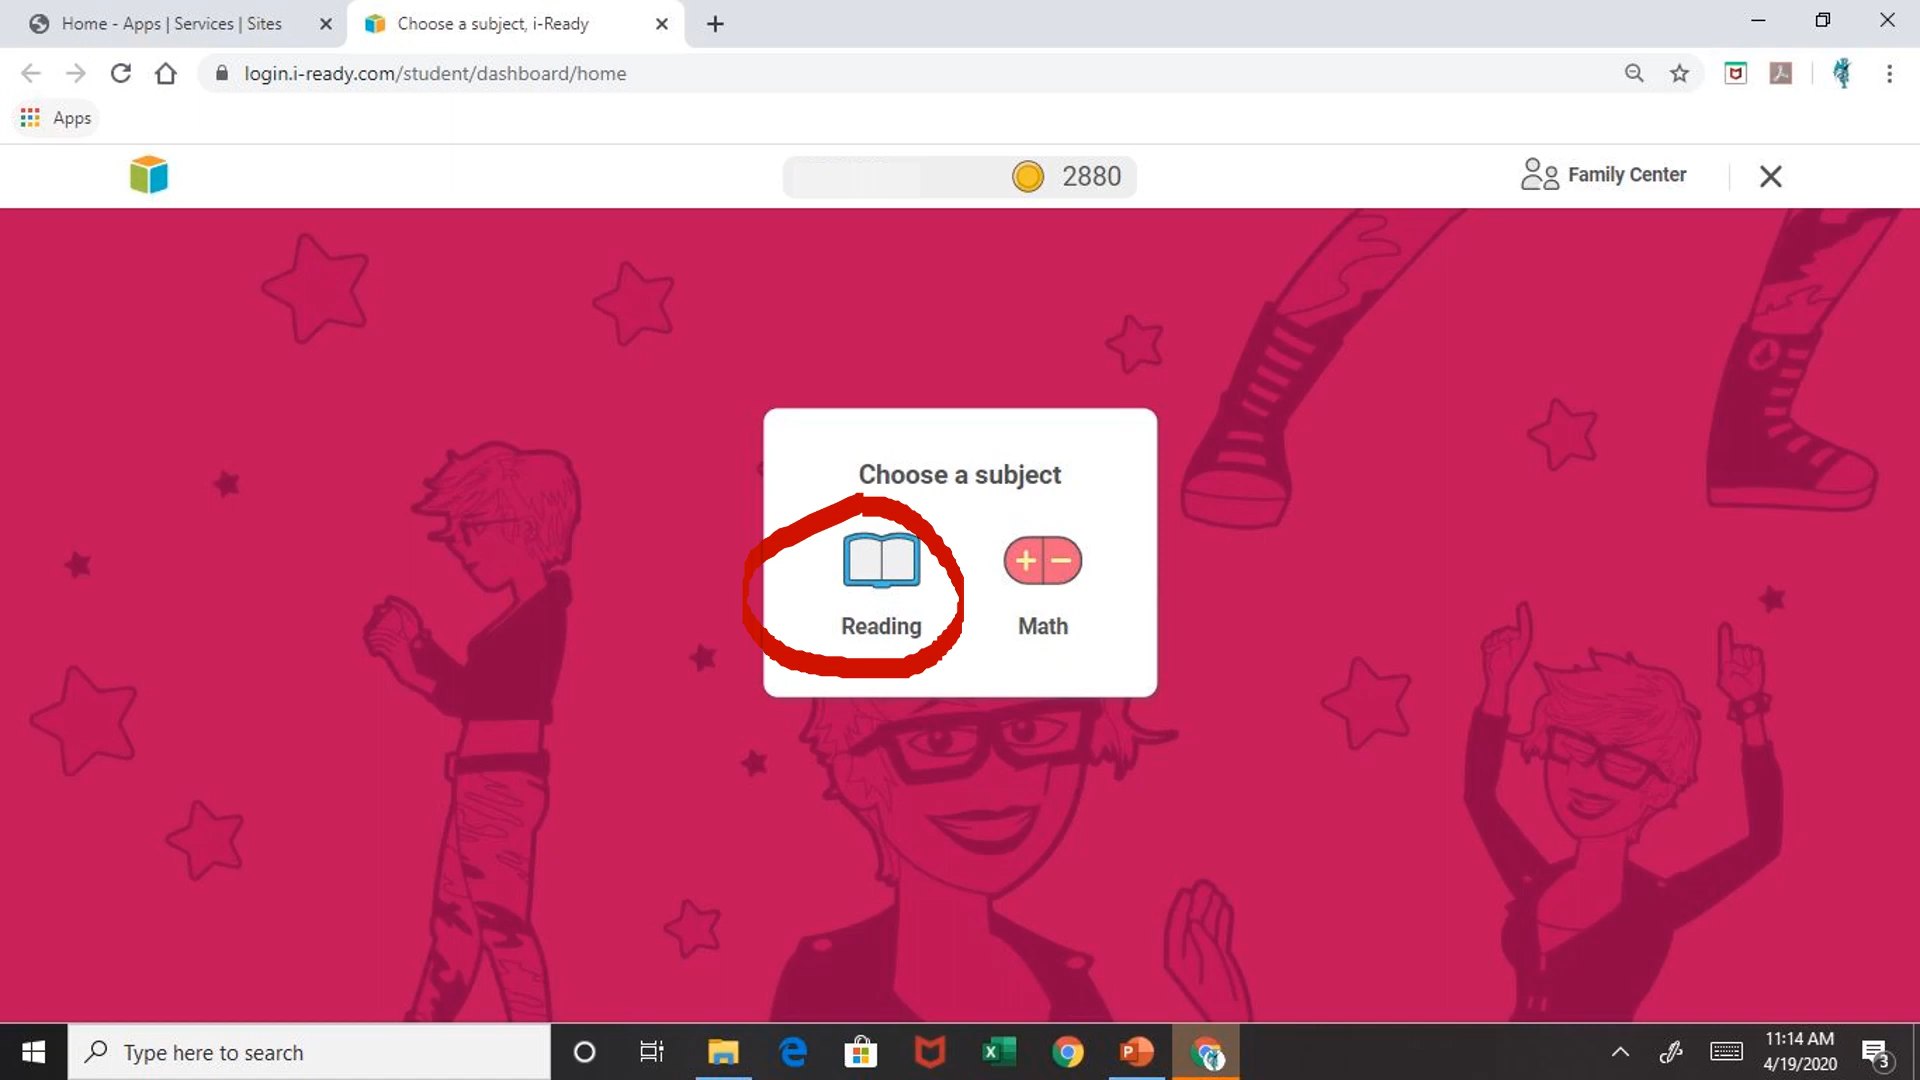 Home - Apps | Services | Sites
Choose a subject, i-Ready
login.i-ready.com/student/dashboard/home
Apps
2880
Family Center
Choose a subject
Reading
Math
Type here to search
11:14 AM
4/19/2020
3